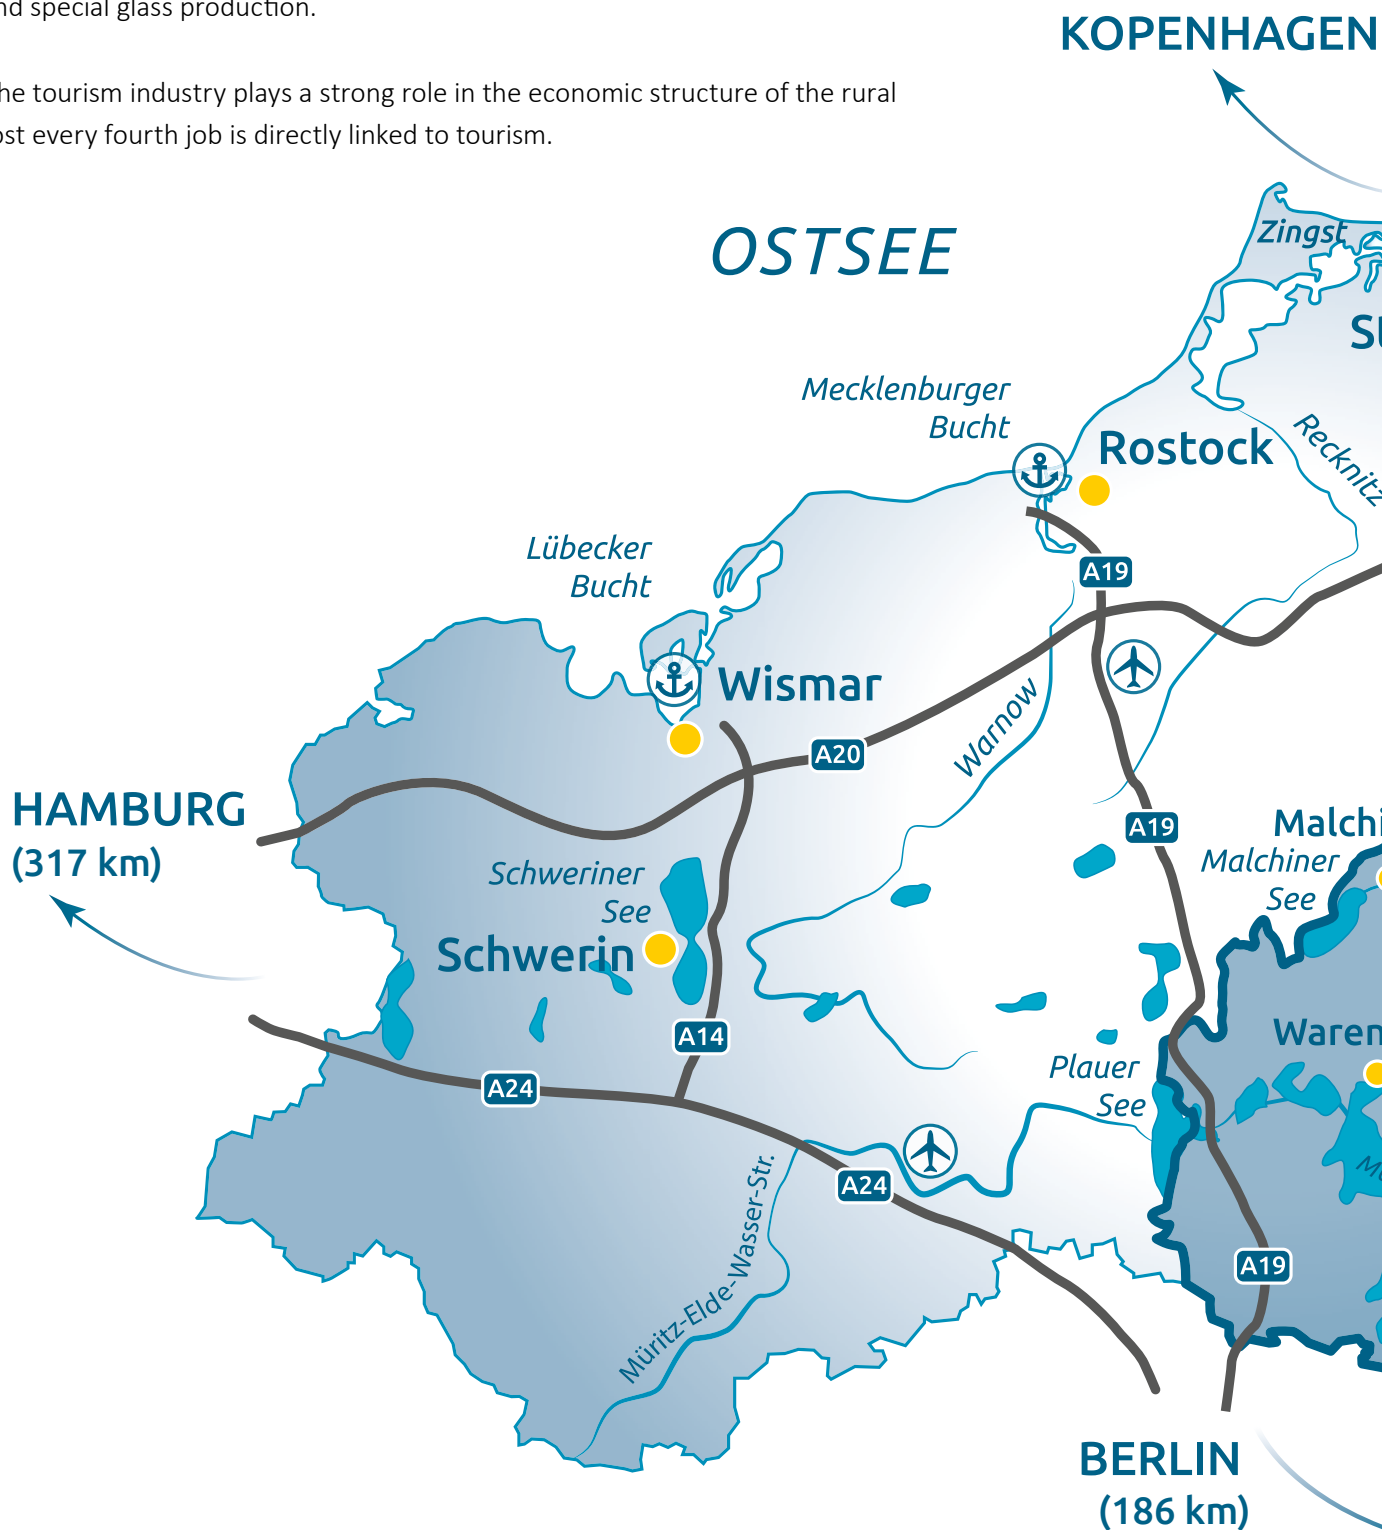 nd special glass production.
KOPENHAGEN
he tourism industry plays a strong role in the economic structure of the rural
ost every fourth job is directly linked to tourism.
OSTSEE
Zingst
St
Mecklenburger
Bucht
Rostock
Recknitz
Lübecker
Bucht
A19
Wismar
Warnow
A20
HAMBURG
(317 km)
A19
Malchi
Malchiner
See
Schweriner
See
Schwerin
A14
Waren
Plauer
See
A24
A24
Müritz-Elde-Wasser-Str.
A19
BERLIN
(186 km)